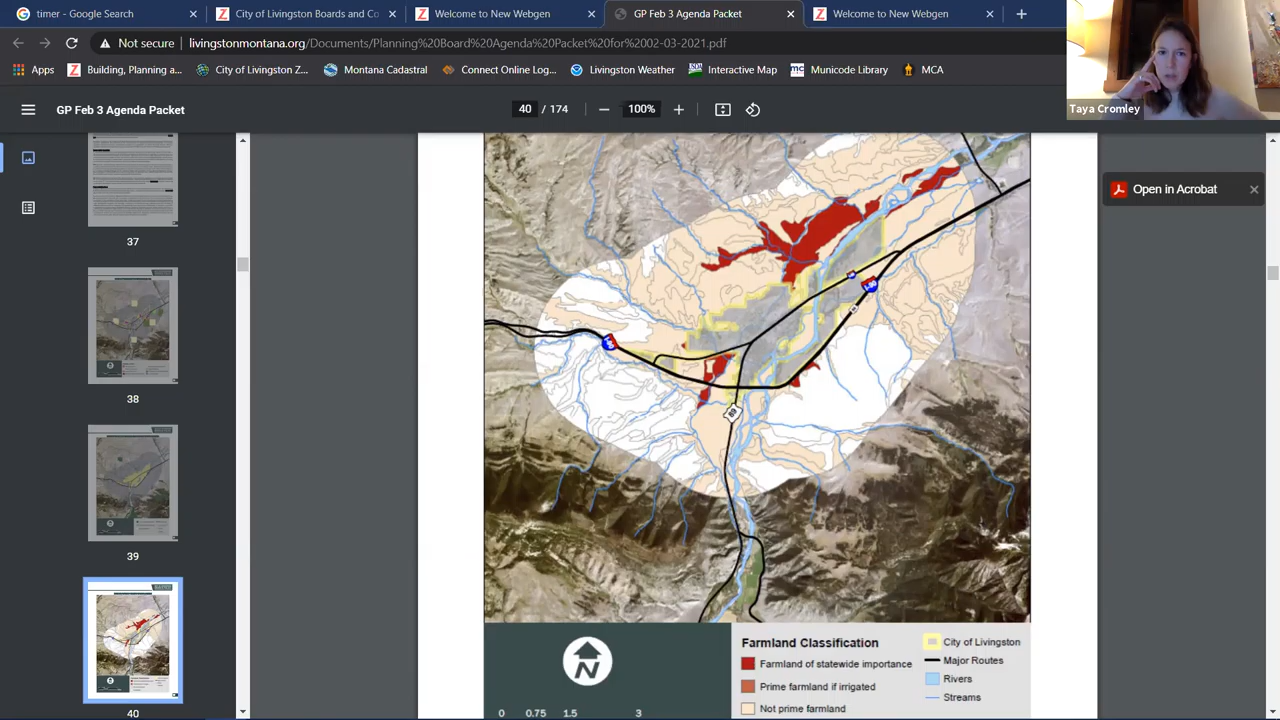 timer - Google Search
City of Livingston Boards and C
Welcome to New Webgen
GP Feb 3 Agenda Packet
Welcome to New Webgen
Not secure
livingstonmontana.org/Documents/Planning%20Board%20Agenda%20Packet%20for%2002-03-2021.pdf
Apps
Building, Planning a...
City of Livingston Z...
Montana Cadastral
Connect Online Log...
Livingston Weather
Interactive Map
Municode Library
MCA
Taya Cromley
GP Feb 3 Agenda Packet
40 / 174
100%
Open in Acrobat
37
38
39
40
I-90
89
N
0 0.75 1.5 3
Farmland Classification
Farmland of statewide importance
Prime farmland if irrigated
Not prime farmland
City of Livingston
Major Routes
Rivers
Streams